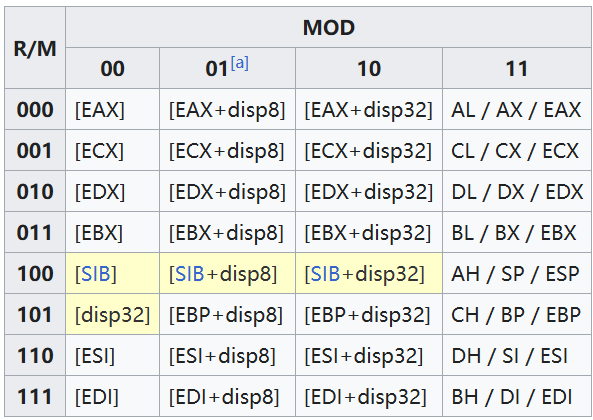 R/M MOD
00 01[a] 10 11
000 [EAX] [EAX+disp8] [EAX+disp32] AL / AX / EAX
001 [ECX] [ECX+disp8] [ECX+disp32] CL / CX / ECX
010 [EDX] [EDX+disp8] [EDX+disp32] DL / DX / EDX
011 [EBX] [EBX+disp8] [EBX+disp32] BL / BX / EBX
100 [SIB] [SIB+disp8] [SIB+disp32] AH / SP / ESP
101 [disp32] [EBP+disp8] [EBP+disp32] CH / BP / EBP
110 [ESI] [ESI+disp8] [ESI+disp32] DH / SI / ESI
111 [EDI] [EDI+disp8] [EDI+disp32] BH / DI / EDI